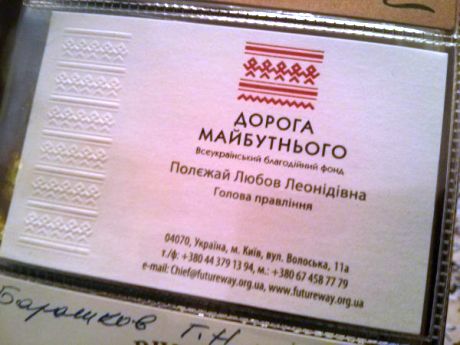 ДОРОГА
МАЙБУТНЬОГО
Всеукраїнський благодійний фонд
Полєжай Любов Леонідівна
Голова правління
04070, Україна, м. Київ, вул. Волоська, 11а
т./ф: +380 44 379 13 94, м.: +380 67 458 77 79
e-mail: Chief@futureway.org.ua, www.futureway.org.ua
Барашков Г.Н